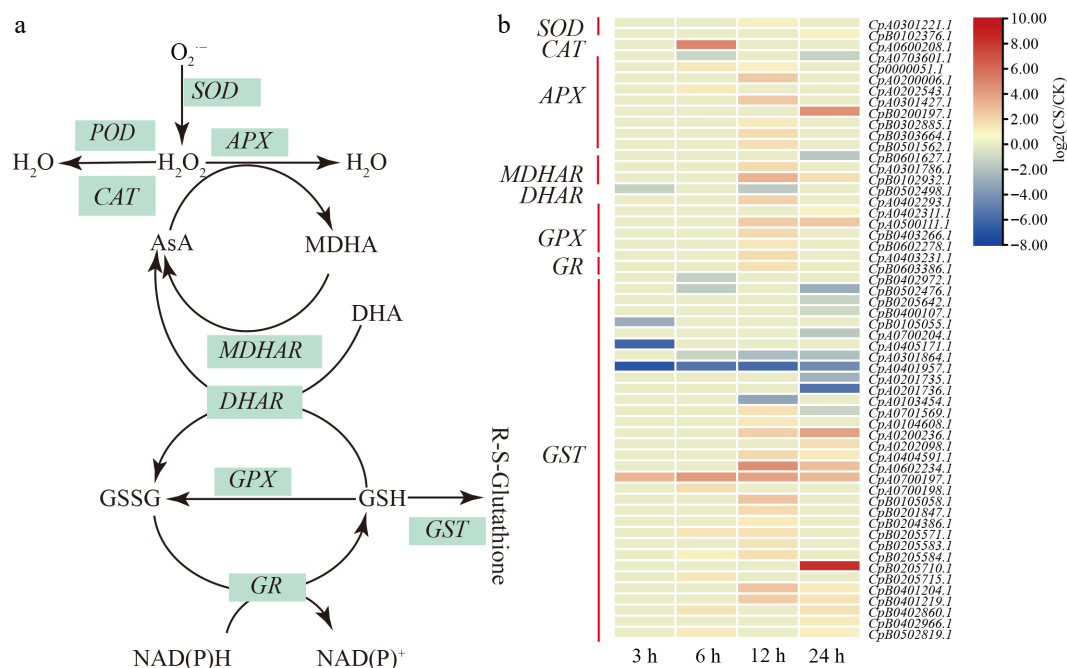 a
O₂·⁻
SOD
POD
APX
H₂O
H₂O₂
H₂O
CAT
AsA
MDHA
DHA
MDHAR
DHAR
GSSG
GPX
GSH
GST
R-S-Glutathione
GR
NAD(P)H
NAD(P)⁺
b
SOD
CAT
APX
MDHAR
DHAR
GPX
GR
GST
CpA0301221.1
CpB0102376.1
CpA0600208.1
CpA0703601.1
Cp0000051.1
CpA0200006.1
CpA0202543.1
CpA0301427.1
CpB0200197.1
CpB0302885.1
CpB0303664.1
CpB0501562.1
CpB0601627.1
CpA0301786.1
CpB0102932.1
CpB0502498.1
CpA0402293.1
CpA0402311.1
CpA0500111.1
CpB0403266.1
CpB0602278.1
CpA0403231.1
CpB0603386.1
CpB0402972.1
CpB0502476.1
CpB0205642.1
CpB0400107.1
CpB0105055.1
CpA0700204.1
CpA0405171.1
CpA0301864.1
CpA0401957.1
CpA0201735.1
CpA0201736.1
CpA0103454.1
CpA0701569.1
CpA0104608.1
CpA0200236.1
CpA0202098.1
CpA0404591.1
CpA0602234.1
CpA0700197.1
CpA0700198.1
CpB0105058.1
CpB0201847.1
CpB0204386.1
CpB0205571.1
CpB0205583.1
CpB0205584.1
CpB0205710.1
CpB0205715.1
CpB0401204.1
CpB0401219.1
CpB0402860.1
CpB0402966.1
CpB0502819.1
3 h
6 h
12 h
24 h
10.00
8.00
6.00
4.00
2.00
0.00
−2.00
−4.00
−6.00
−8.00
log2(CS/CK)